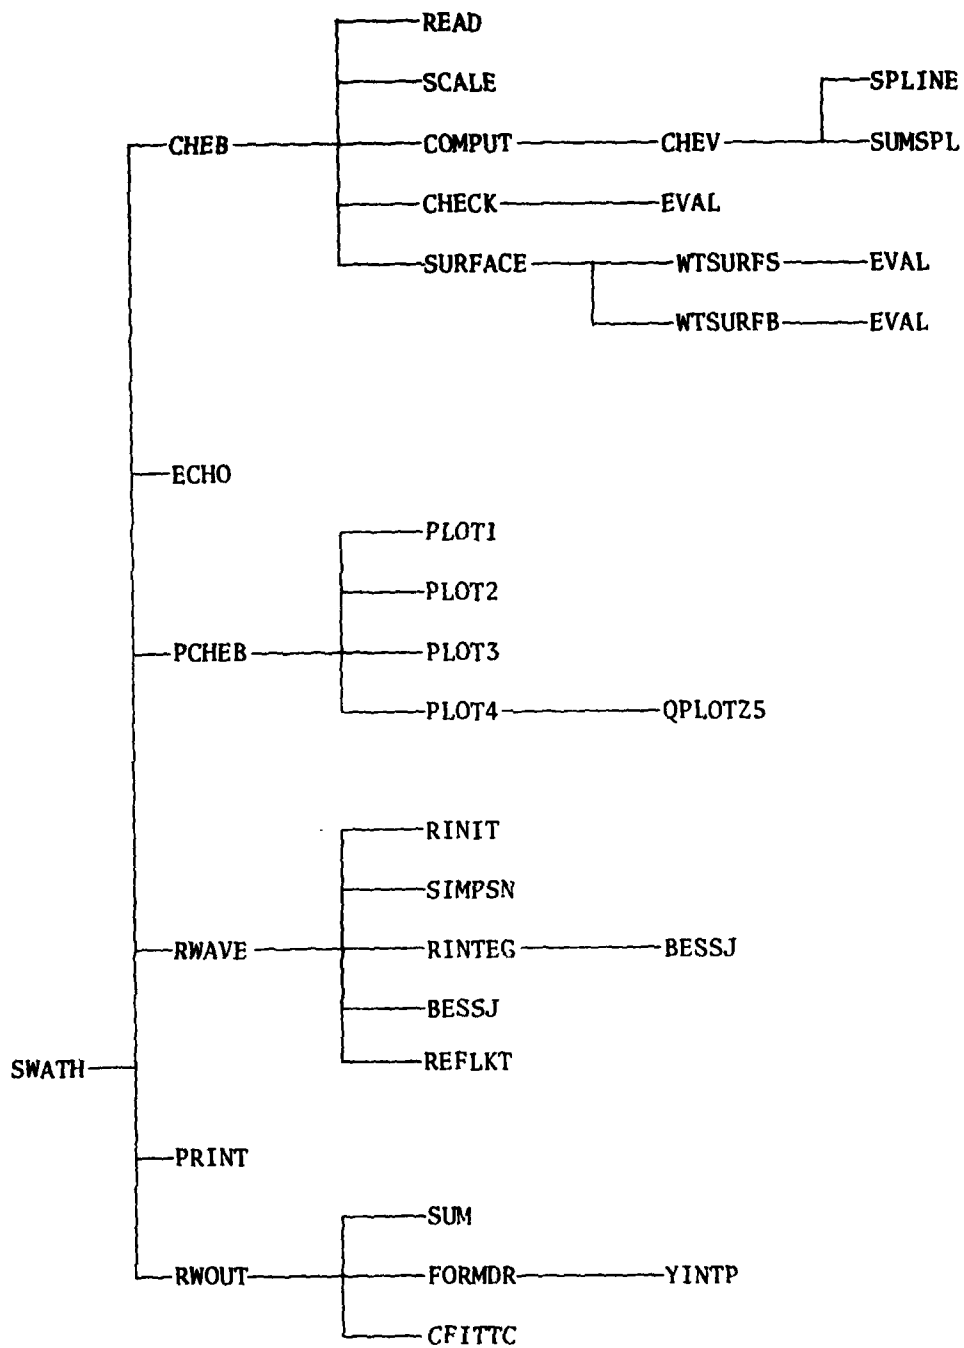 READ
SCALE
SPLINE
CHEB
COMPUT
CHEV
SUMSPL
CHECK
EVAL
SURFACE
WTSURFS
EVAL
WTSURFB
EVAL
ECHO
PLOT1
PLOT2
PCHEB
PLOT3
PLOT4
QPLOTZ5
RINIT
SIMPSN
RWAVE
RINTEG
BESSJ
BESSJ
REFLKT
SWATH
PRINT
SUM
RWOUT
FORMDR
YINTP
CFITTC